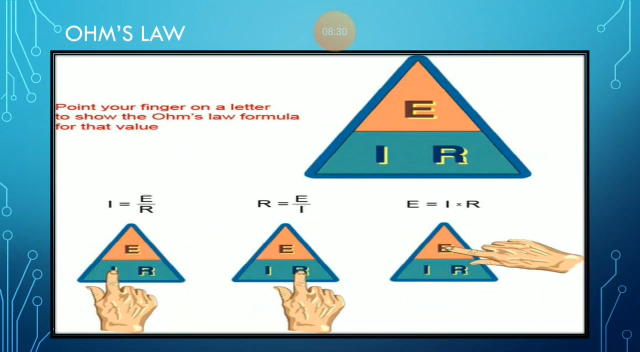 OHM'S LAW
08:30
Point your finger on a letter
to show the Ohm's law formula
for that value
E
I R
I = E/R
R = E/I
E = I × R
E
I R
E
I R
E
I R